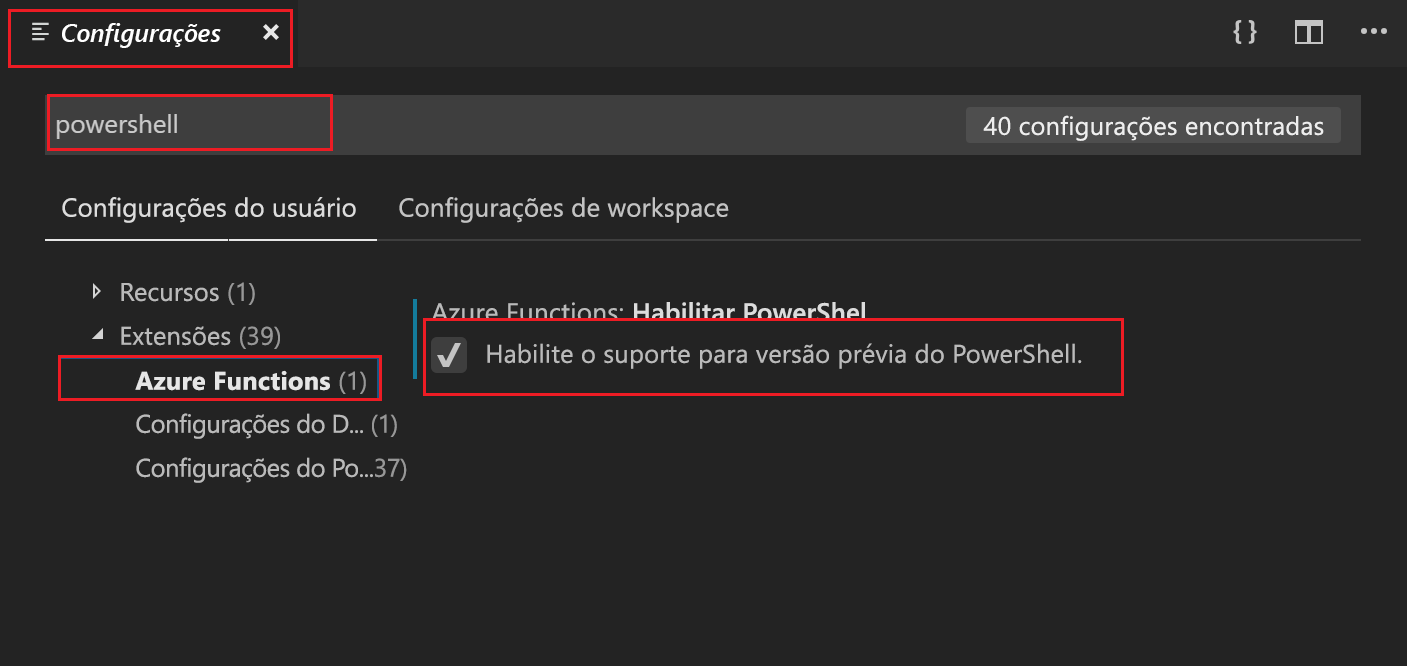 Configurações
powershell
40 configurações encontradas
Configurações do usuário
Configurações de workspace
Recursos (1)
Extensões (39)
Azure Functions (1)
Configurações do D... (1)
Configurações do Po...37)
Azure Functions: Habilitar PowerShel
Habilite o suporte para versão prévia do PowerShell.